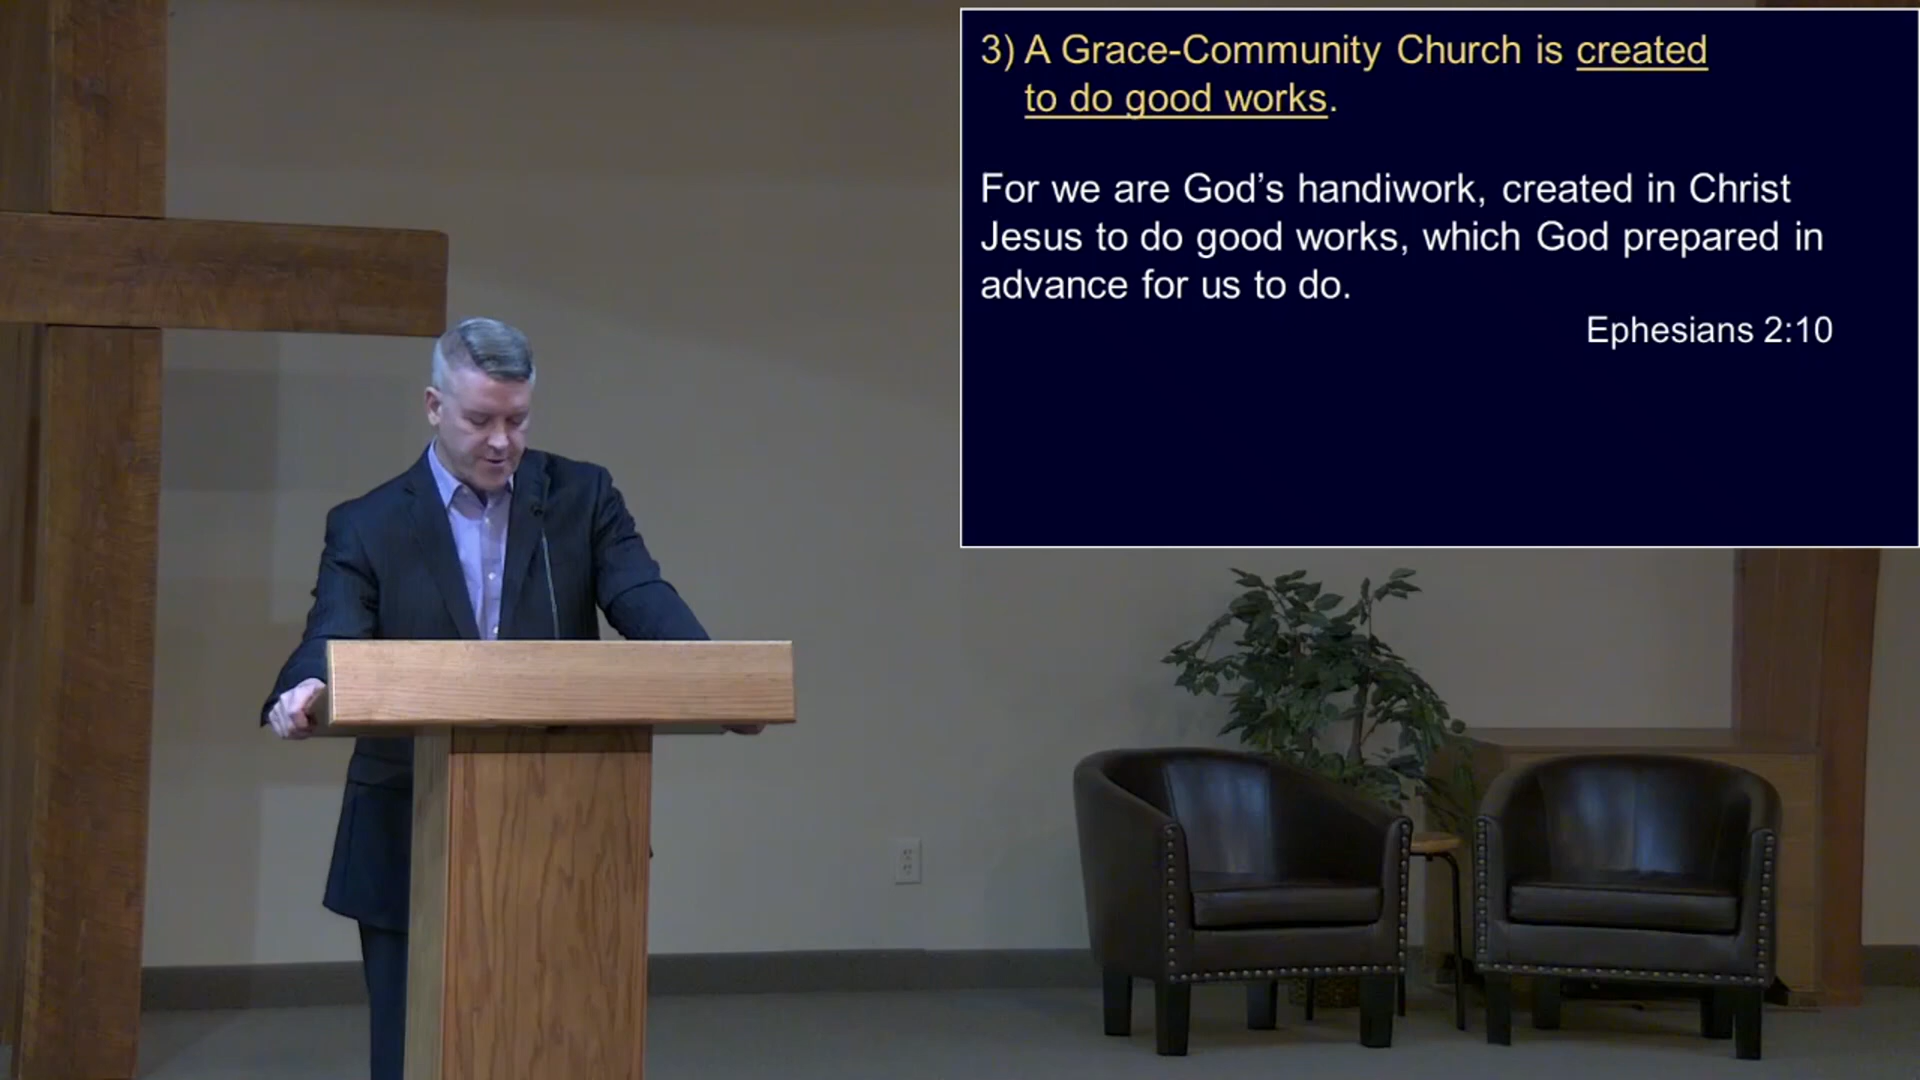 3) A Grace-Community Church is created
to do good works.
For we are God’s handiwork, created in Christ
Jesus to do good works, which God prepared in
advance for us to do.
Ephesians 2:10